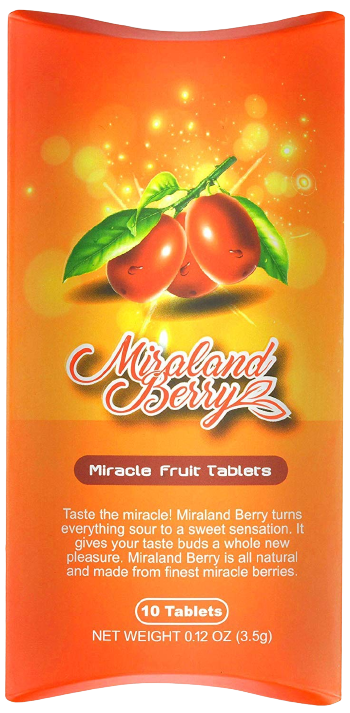 Miraland
Berry
Miracle Fruit Tablets
Taste the miracle! Miraland Berry turns
everything sour to a sweet sensation. It
gives your taste buds a whole new
pleasure. Miraland Berry is all natural
and made from finest miracle berries.
10 Tablets
NET WEIGHT 0.12 OZ (3.5g)